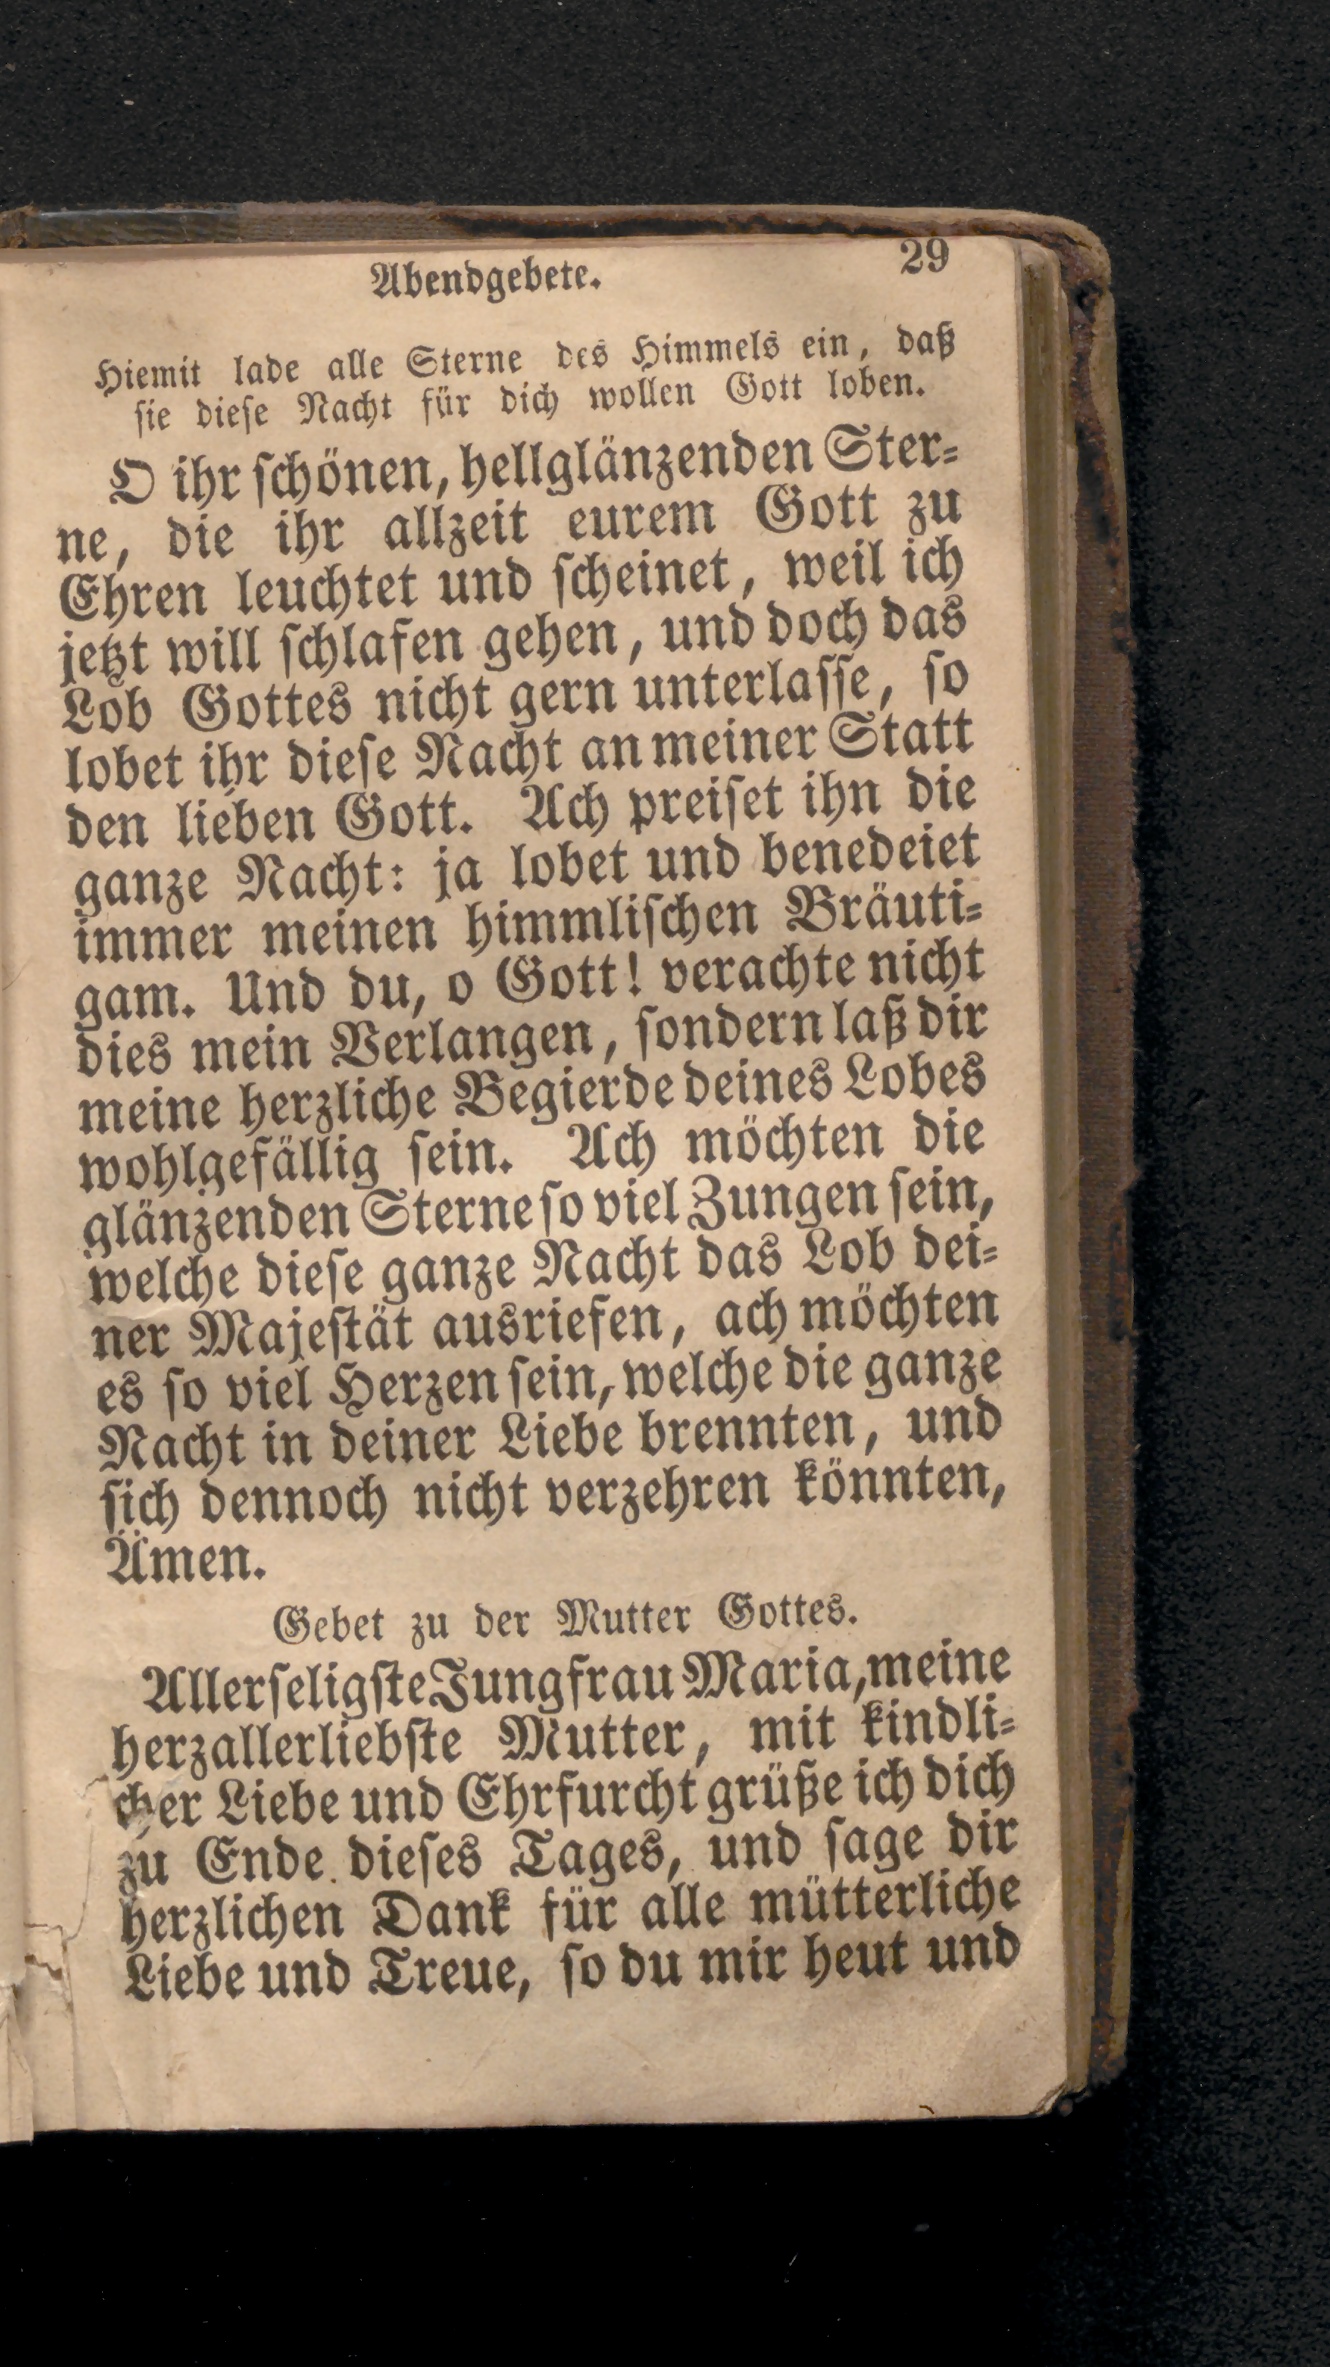 Abendgebete.
29
Hiemit lade alle Sterne des Himmels ein, daß
sie diese Nacht für dich wollen Gott loben.
O ihr schönen, hellglänzenden Ster-
ne, die ihr allzeit eurem Gott zu
Ehren leuchtet und scheinet, weil ich
jetzt will schlafen gehen, und doch das
Lob Gottes nicht gern unterlasse, so
lobet ihr diese Nacht an meiner Statt
den lieben Gott. Ach preiset ihn die
ganze Nacht: ja lobet und benedeiet
immer meinen himmlischen Bräuti-
gam. Und du, o Gott! verachte nicht
dies mein Verlangen, sondern laß dir
meine herzliche Begierde deines Lobes
wohlgefällig sein. Ach möchten die
glänzenden Sterne so viel Zungen sein,
welche diese ganze Nacht das Lob dei-
ner Majestät ausriefen, ach möchten
es so viel Herzen sein, welche die ganze
Nacht in deiner Liebe brennten, und
sich dennoch nicht verzehren könnten,
Amen.
Gebet zu der Mutter Gottes.
Allerseligste Jungfrau Maria, meine
herzallerliebste Mutter, mit kindli-
cher Liebe und Ehrfurcht grüße ich dich
zu Ende dieses Tages, und sage dir
herzlichen Dank für alle mütterliche
Liebe und Treue, so du mir heut und